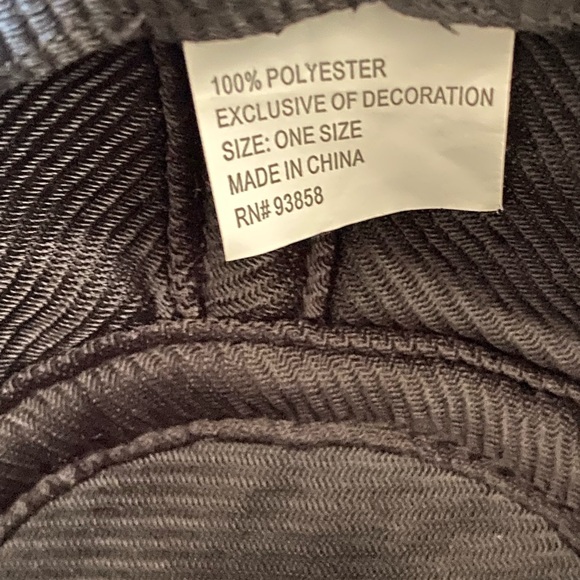 100% POLYESTER
EXCLUSIVE OF DECORATION
SIZE: ONE SIZE
MADE IN CHINA
RN# 93858